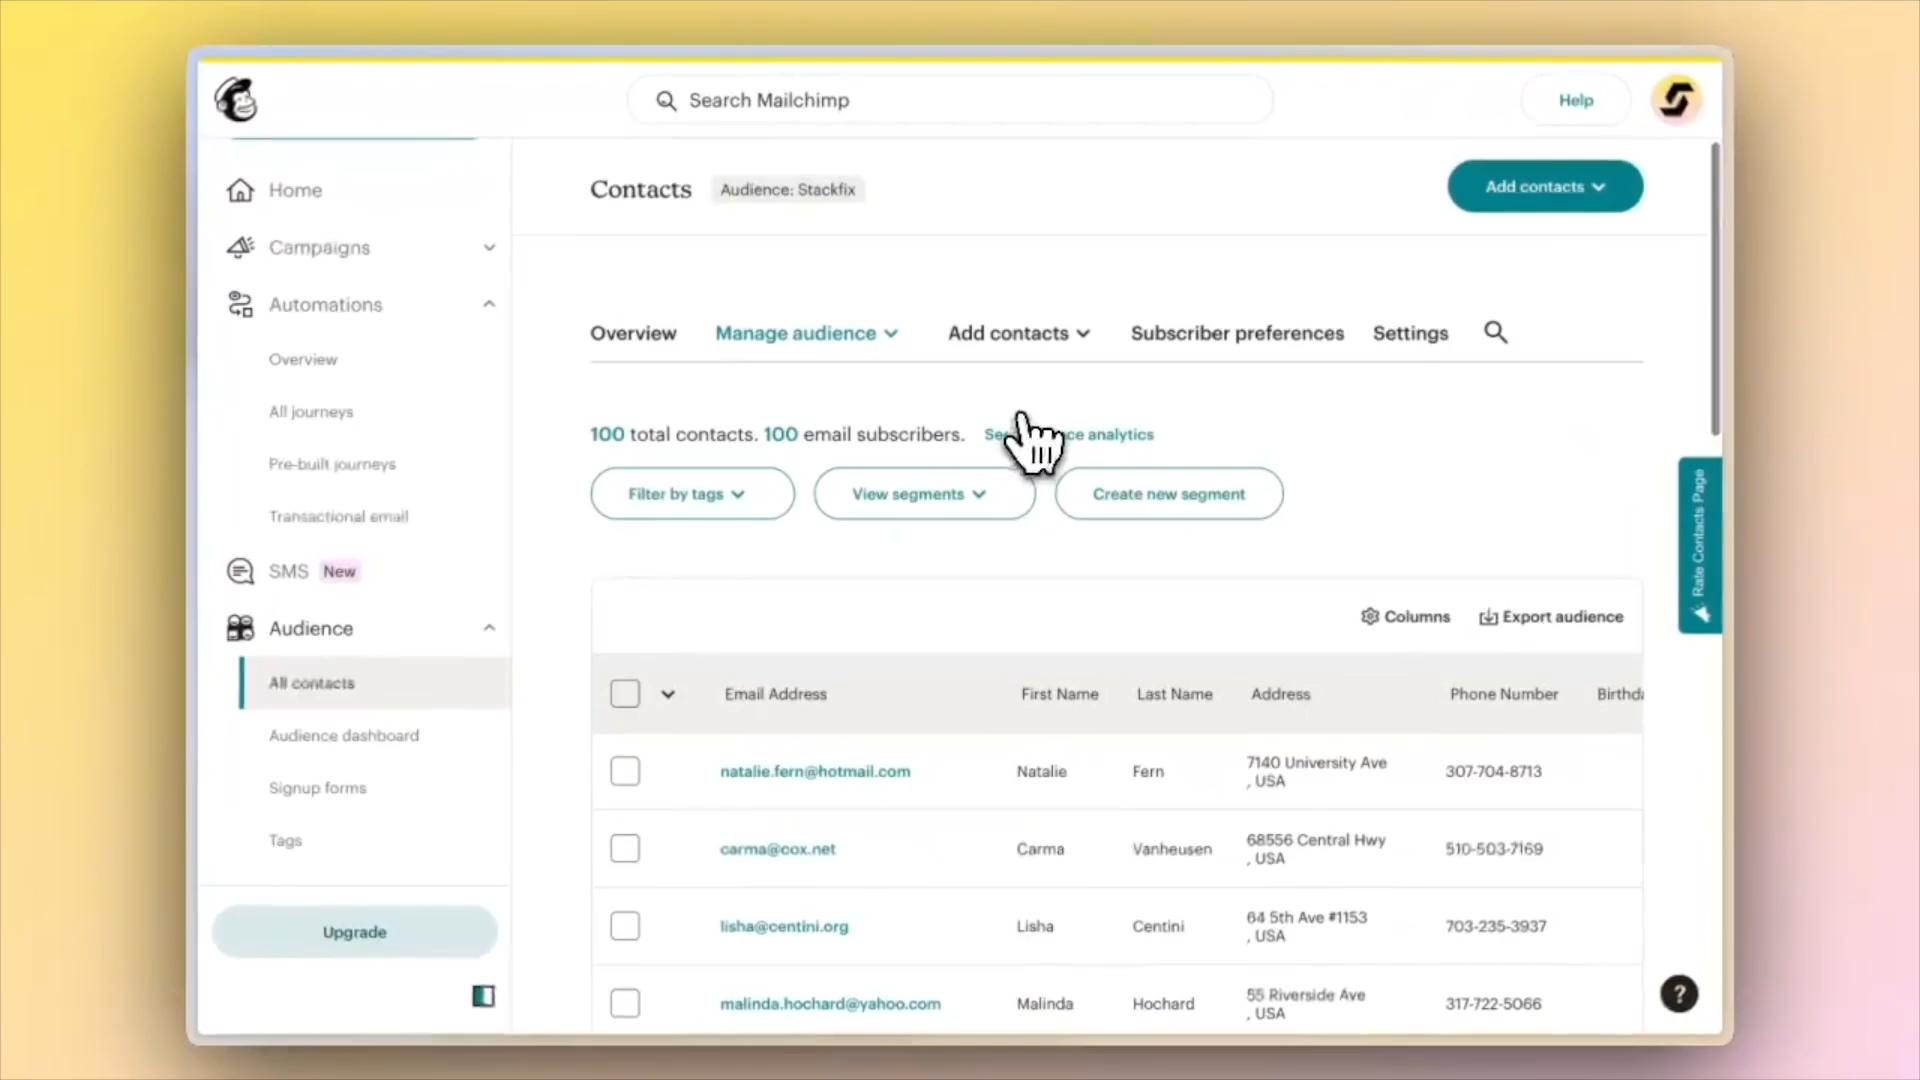 Search Mailchimp
Help
Home
Campaigns
Automations
Overview
All journeys
Pre-built journeys
Transactional email
SMS New
Audience
All contacts
Audience dashboard
Signup forms
Tags
Upgrade
Contacts Audience: Stackfix
Add contacts
Overview Manage audience Add contacts Subscriber preferences Settings
100 total contacts. 100 email subscribers. analytics
Filter by tags View segments Create new segment
Columns Export audience
Email Address First Name Last Name Address Phone Number
natalie.fern@hotmail.com Natalie Fern 7140 University Ave 307-704-8713
, USA
carma@cox.net Carma Vanheusen 68556 Central Hwy 510-503-7169
, USA
lisha@centini.org Lisha Centini 64 5th Ave #1153 703-235-3937
, USA
malinda.hochard@yahoo.com Malinda Hochard 55 Riverside Ave 317-722-5066
, USA
Rate Contacts Page
?